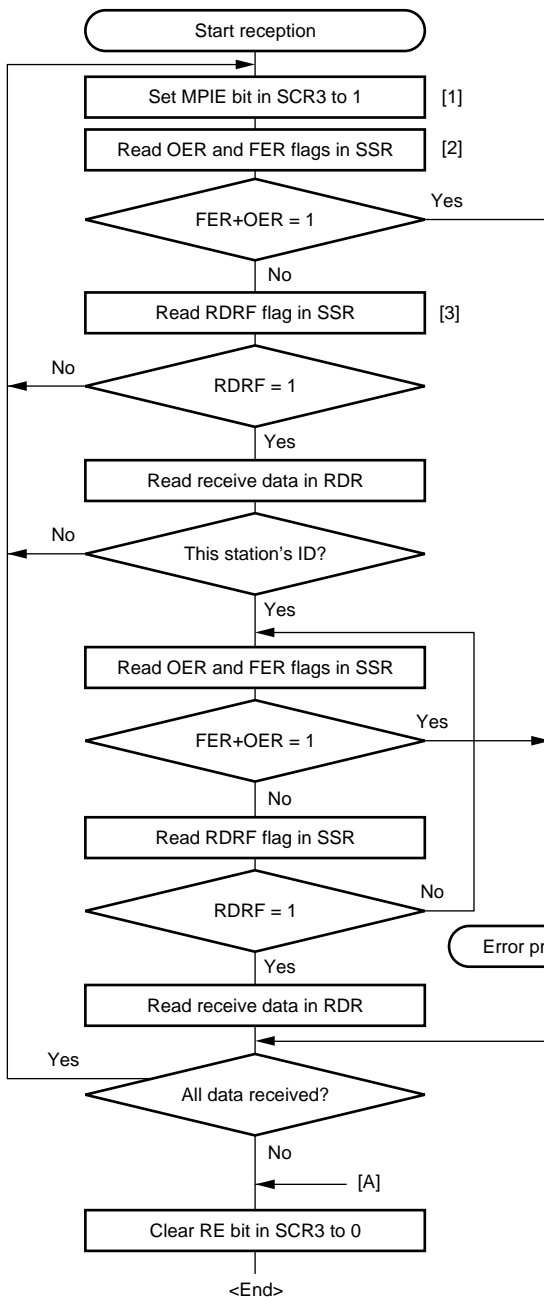 Start reception
Set MPIE bit in SCR3 to 1
[1]
Read OER and FER flags in SSR
[2]
Yes
FER+OER = 1
No
Read RDRF flag in SSR
[3]
No
RDRF = 1
Yes
Read receive data in RDR
No
This station's ID?
Yes
Read OER and FER flags in SSR
Yes
FER+OER = 1
No
Read RDRF flag in SSR
No
RDRF = 1
Yes
Error pr
Read receive data in RDR
Yes
All data received?
No
[A]
Clear RE bit in SCR3 to 0
<End>